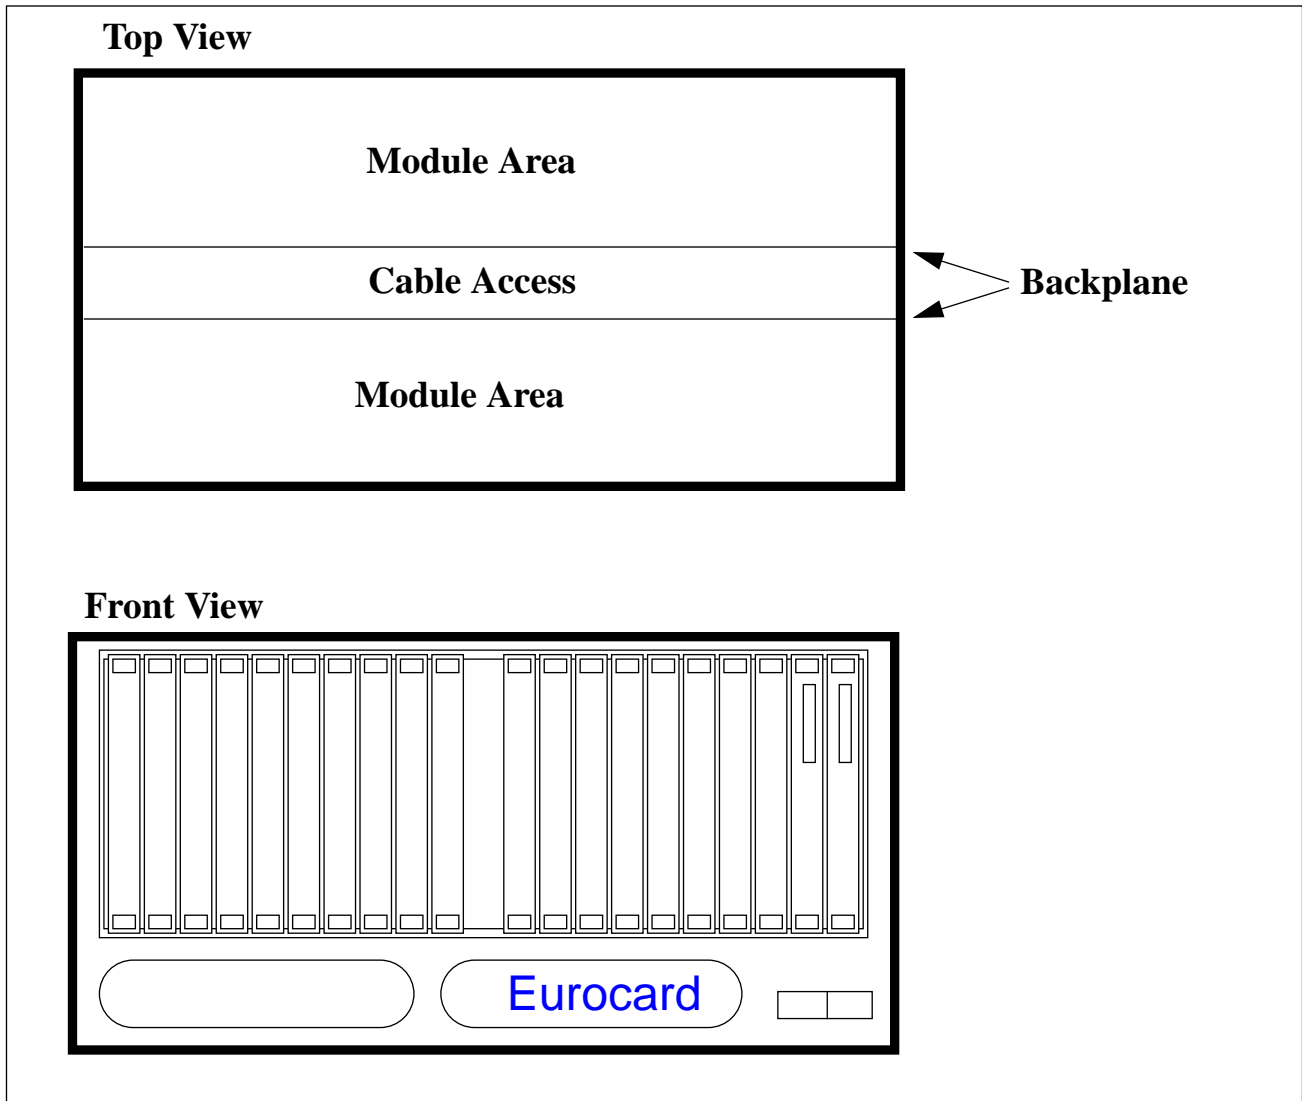 Top View
Module Area
Cable Access
Backplane
Module Area
Front View
Eurocard